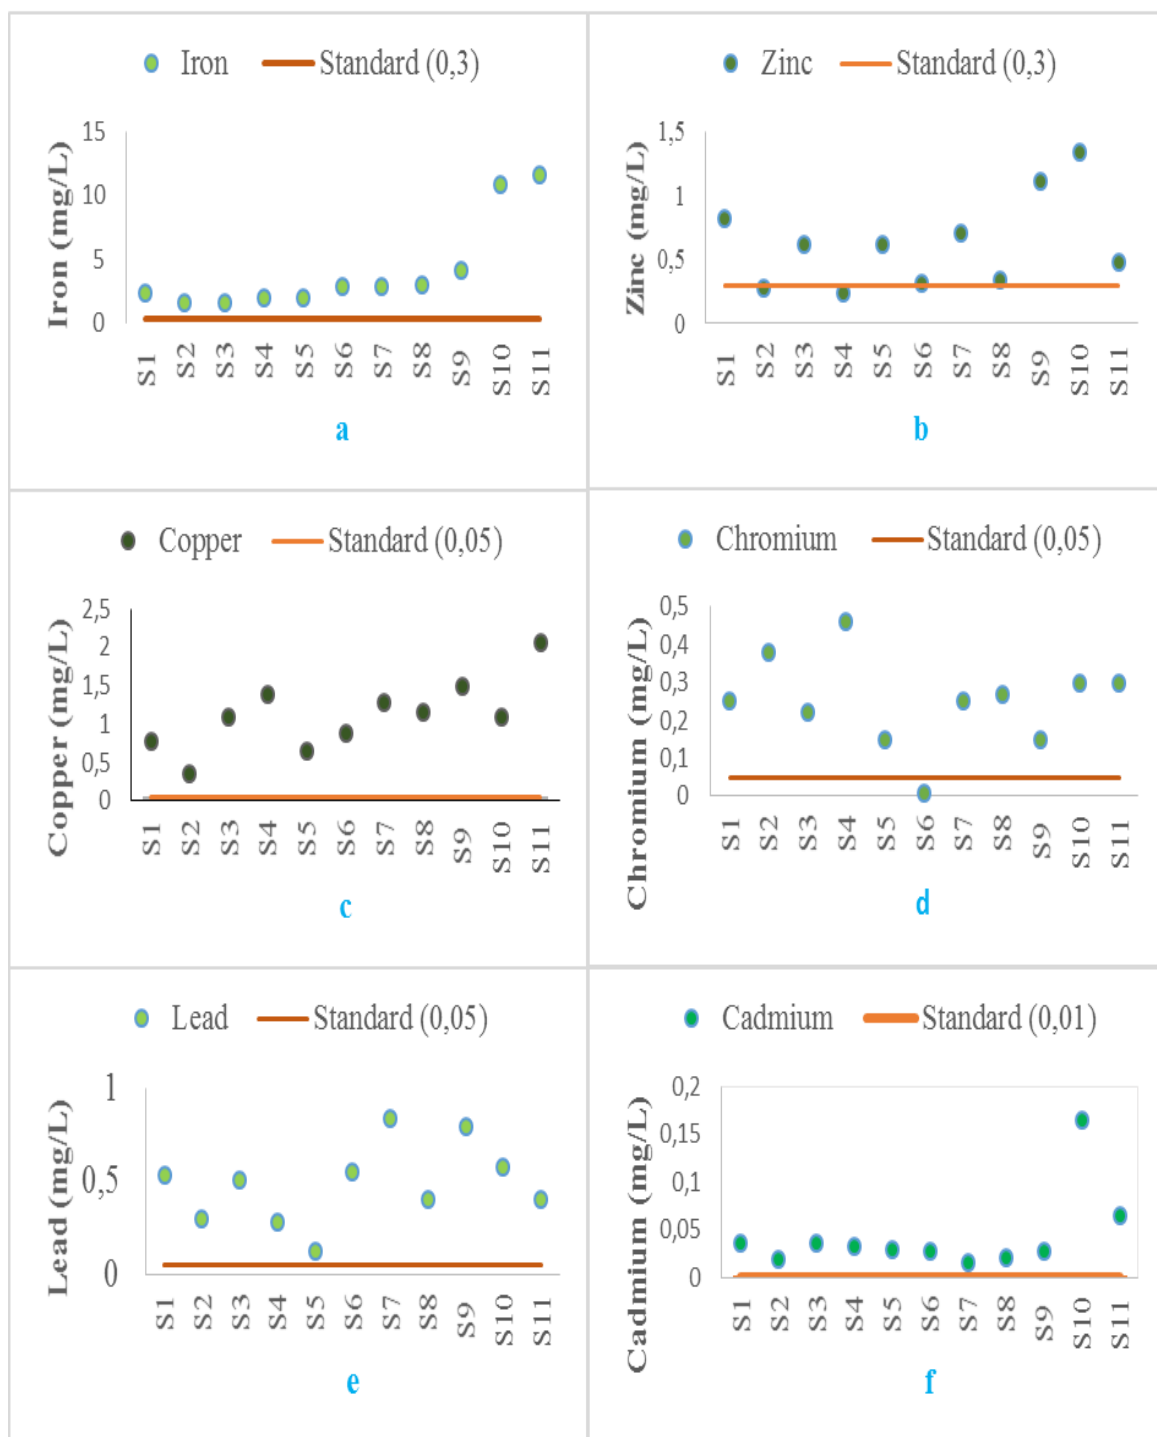 Iron Standard (0,3)
Iron (mg/L)
15
10
5
0
S1 S2 S3 S4 S5 S6 S7 S8 S9 S10 S11
a
Zinc Standard (0,3)
Zinc (mg/L)
1,5
1
0,5
0
S1 S2 S3 S4 S5 S6 S7 S8 S9 S10 S11
b
Copper Standard (0,05)
Copper (mg/L)
2,5
2
1,5
1
0,5
0
S1 S2 S3 S4 S5 S6 S7 S8 S9 S10 S11
c
Chromium Standard (0,05)
Chromium (mg/L)
0,5
0,4
0,3
0,2
0,1
0
S1 S2 S3 S4 S5 S6 S7 S8 S9 S10 S11
d
Lead Standard (0,05)
Lead (mg/L)
1
0,5
0
S1 S2 S3 S4 S5 S6 S7 S8 S9 S10 S11
e
Cadmium Standard (0,01)
Cadmium (mg/L)
0,2
0,15
0,1
0,05
0
S1 S2 S3 S4 S5 S6 S7 S8 S9 S10 S11
f